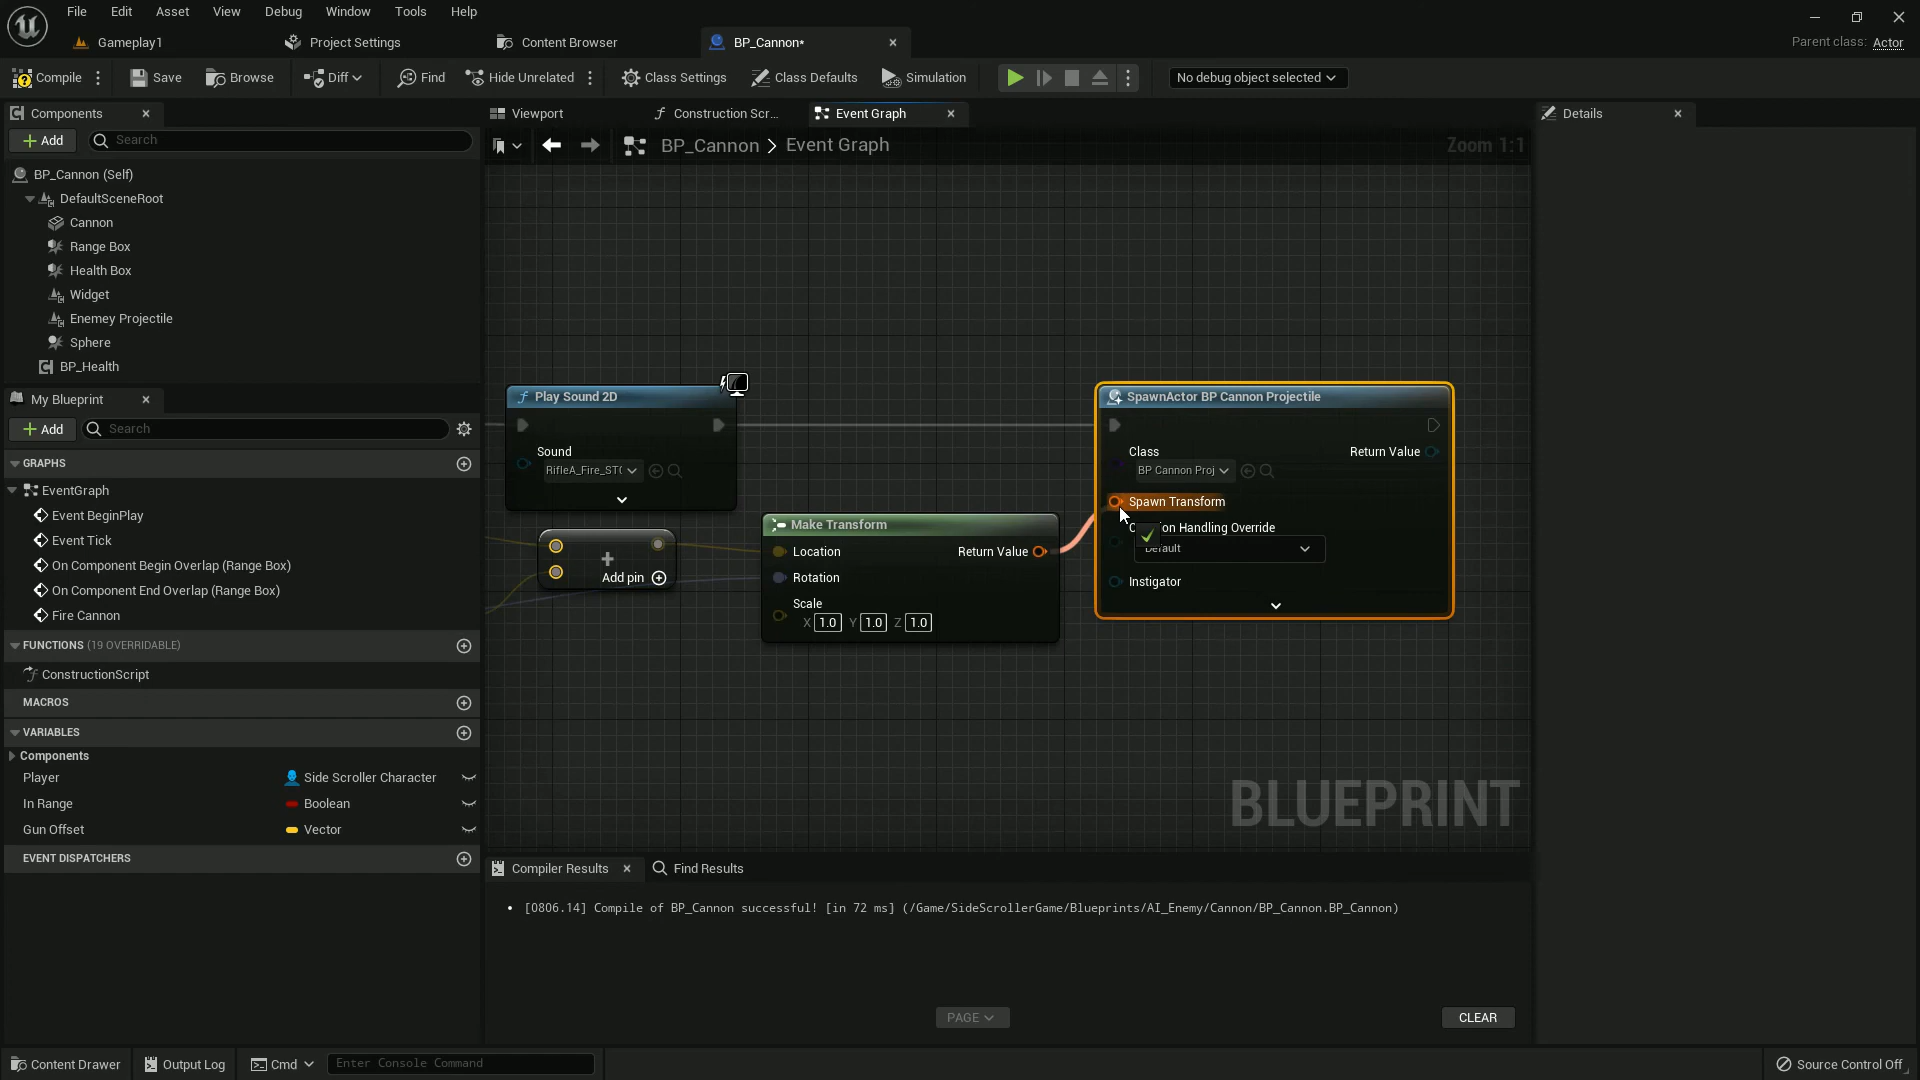 File Edit Asset View Debug Window Tools Help
Gameplay1 Project Settings Content Browser BP_Cannon* Parent class: Actor
Compile Save Browse Diff Find Hide Unrelated Class Settings Class Defaults Simulation No debug object selected
Components Viewport Construction Scr... Event Graph Details
Add Search BP_Cannon Event Graph Zoom 1:1
BP_Cannon (Self)
DefaultSceneRoot
Cannon
Range Box
Health Box
Widget
Enemey Projectile
Sphere
BP_Health
My Blueprint
Add Search
GRAPHS
EventGraph
Event BeginPlay
Event Tick
On Component Begin Overlap (Range Box)
On Component End Overlap (Range Box)
Fire Cannon
FUNCTIONS (19 OVERRIDABLE)
ConstructionScript
MACROS
VARIABLES
Components
Player Side Scroller Character
In Range Boolean
Gun Offset Vector
EVENT DISPATCHERS
Play Sound 2D
Sound
RifleA_Fire_ST(
Add pin
Make Transform
Location Return Value
Rotation
Scale
X 1.0 Y 1.0 Z 1.0
SpawnActor BP Cannon Projectile
Class Return Value
BP Cannon Proj
Spawn Transform
Handling Override
Default
Instigator
BLUEPRINT
Compiler Results Find Results
[0806.14] Compile of BP_Cannon successful! [in 72 ms] (/Game/SideScrollerGame/Blueprints/AI_Enemy/Cannon/BP_Cannon.BP_Cannon)
PAGE CLEAR
Content Drawer Output Log Cmd Enter Console Command Source Control Off